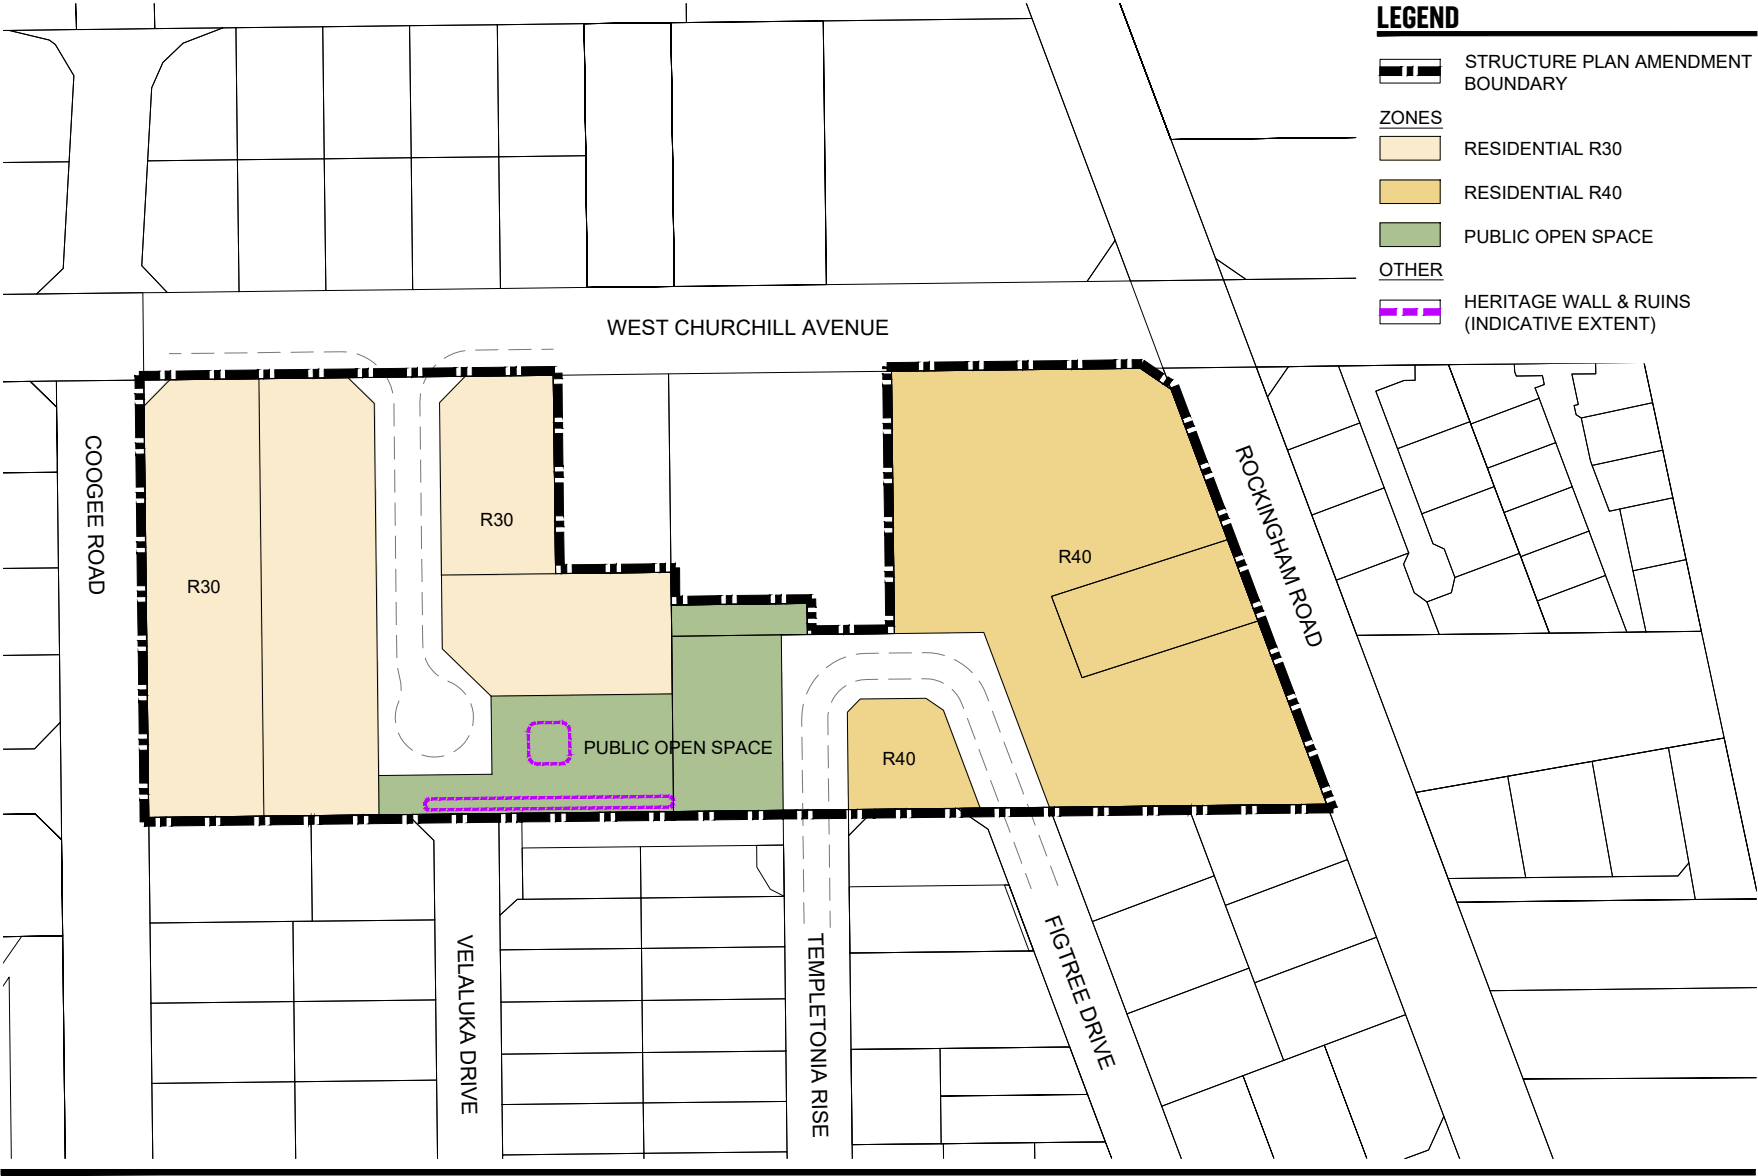 LEGEND
STRUCTURE PLAN AMENDMENT
BOUNDARY
ZONES
RESIDENTIAL R30
RESIDENTIAL R40
PUBLIC OPEN SPACE
OTHER
HERITAGE WALL & RUINS
(INDICATIVE EXTENT)
WEST CHURCHILL AVENUE
COOGEE ROAD
ROCKINGHAM ROAD
R30
R40
R30
PUBLIC OPEN SPACE
R40
VELALUKA DRIVE
TEMPLETONIA RISE
FIGTREE DRIVE